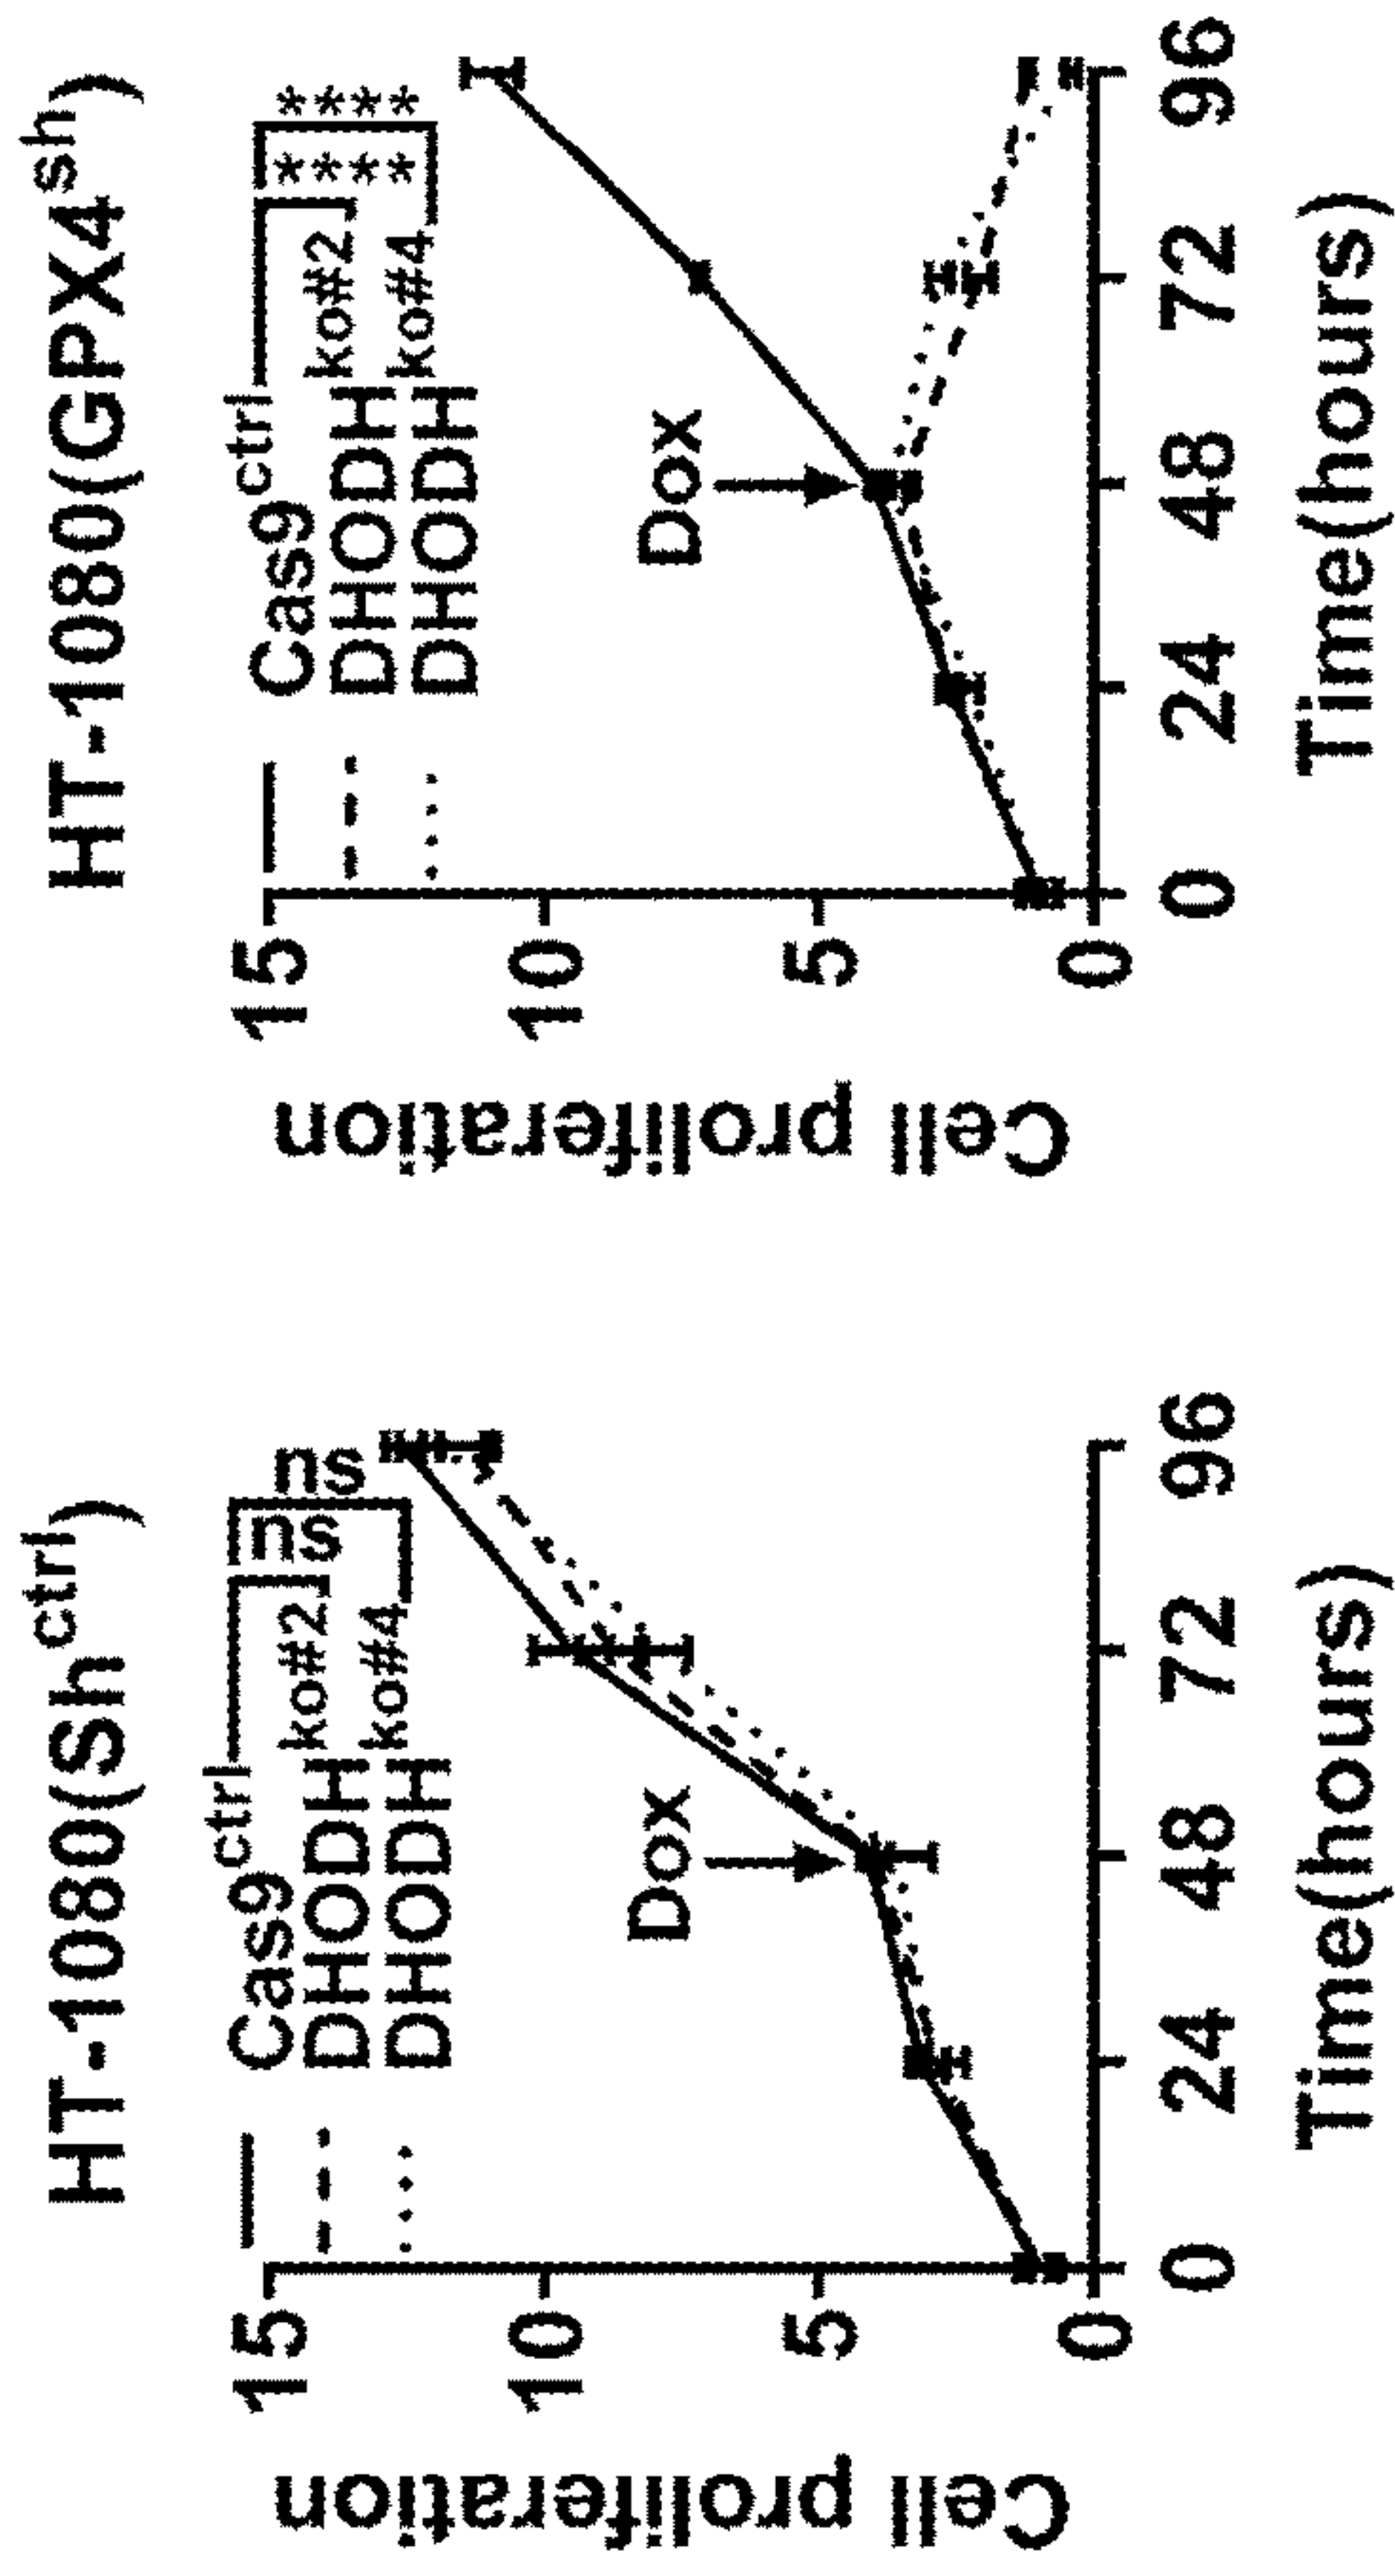 HT-1080(Sh^ctrl)
Cas9^ctrl
DHODH^ko#2
DHODH^ko#4
ns
ns
Dox
Cell proliferation
15
10
5
0
0 24 48 72 96
Time(hours)
HT-1080(GPX4^sh)
Cas9^ctrl
DHODH^ko#2
DHODH^ko#4
****
****
Dox
Cell proliferation
15
10
5
0
0 24 48 72 96
Time(hours)